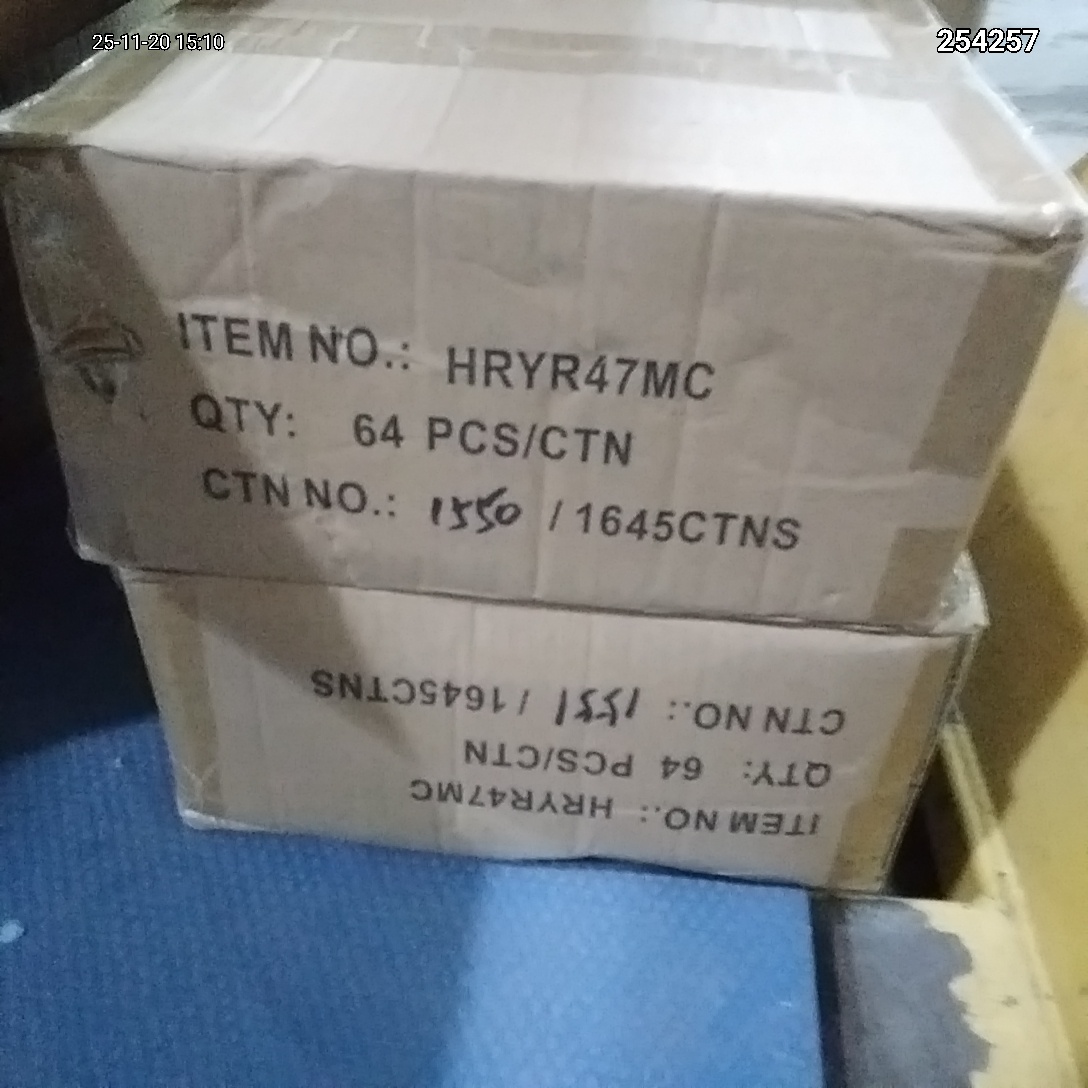 25-11-20 15:10
254257
ITEM NO.: HRYR47MC
QTY: 64 PCS/CTN
CTN NO.: 1550 / 1645CTNS
ITEM NO.: HRYR47MC
QTY: 64 PCS/CTN
CTN NO.: 1551 / 1645CTNS